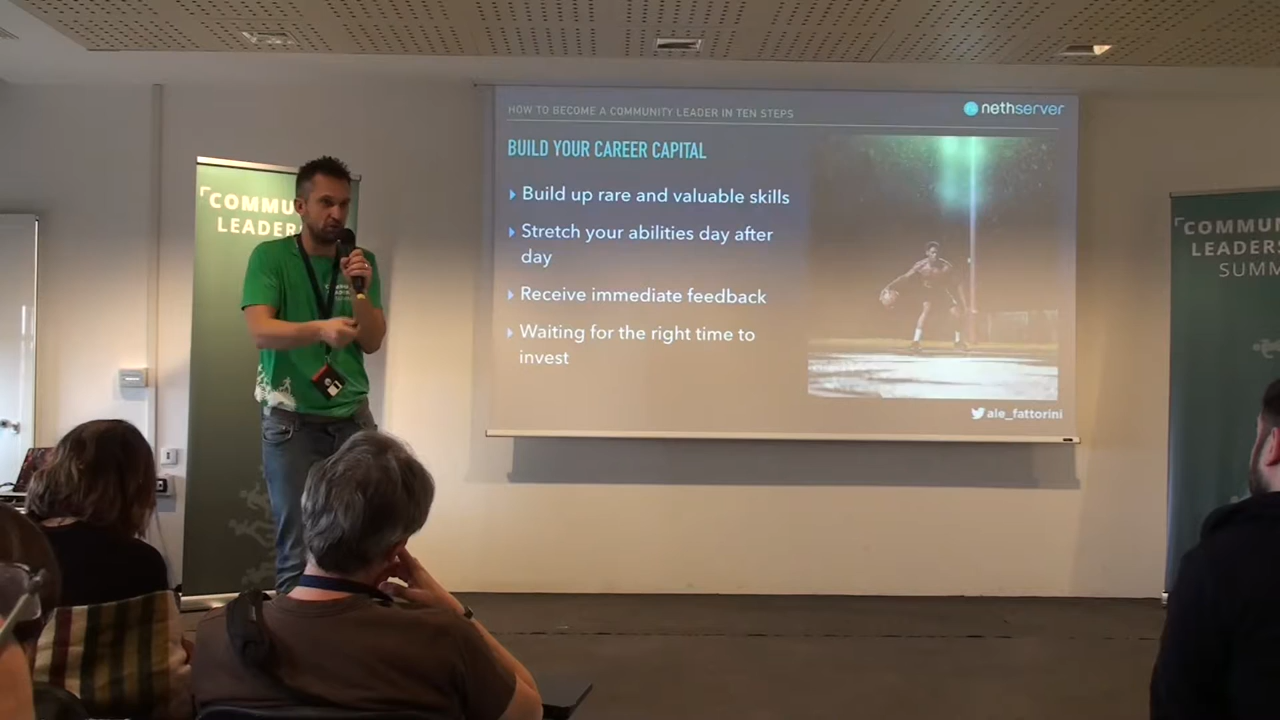 HOW TO BECOME A COMMUNITY LEADER IN TEN STEPS
nethserver
BUILD YOUR CAREER CAPITAL
Build up rare and valuable skills
Stretch your abilities day after
day
Receive immediate feedback
Waiting for the right time to
invest
ale_fattorini
COMMU
LEADER
COMMU
LEADERS
SUMM